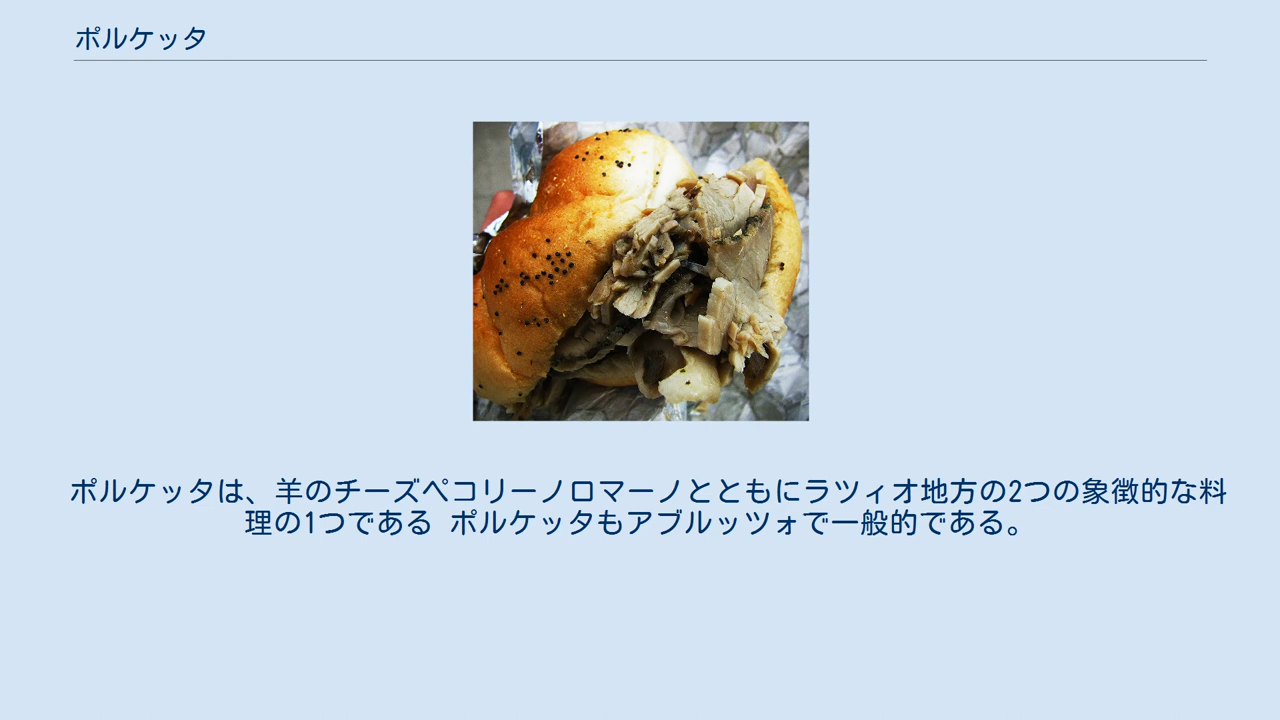 ポルケッタ
ポルケッタは、羊のチーズペコリーノロマーノとともにラツィオ地方の2つの象徴的な料
理の1つである ポルケッタもアブルッツォで一般的である。